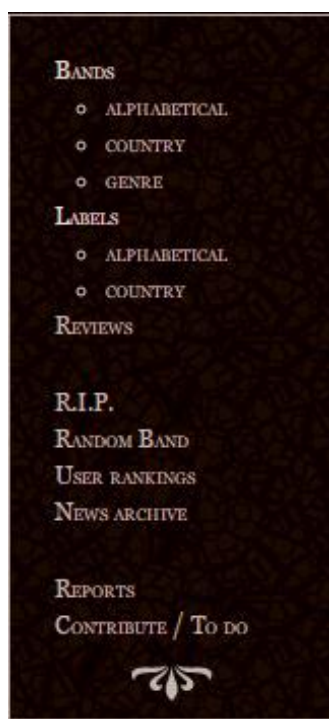 Bands
alphabetical
country
genre
Labels
alphabetical
country
Reviews
R.I.P.
Random Band
User rankings
News archive
Reports
Contribute / To do